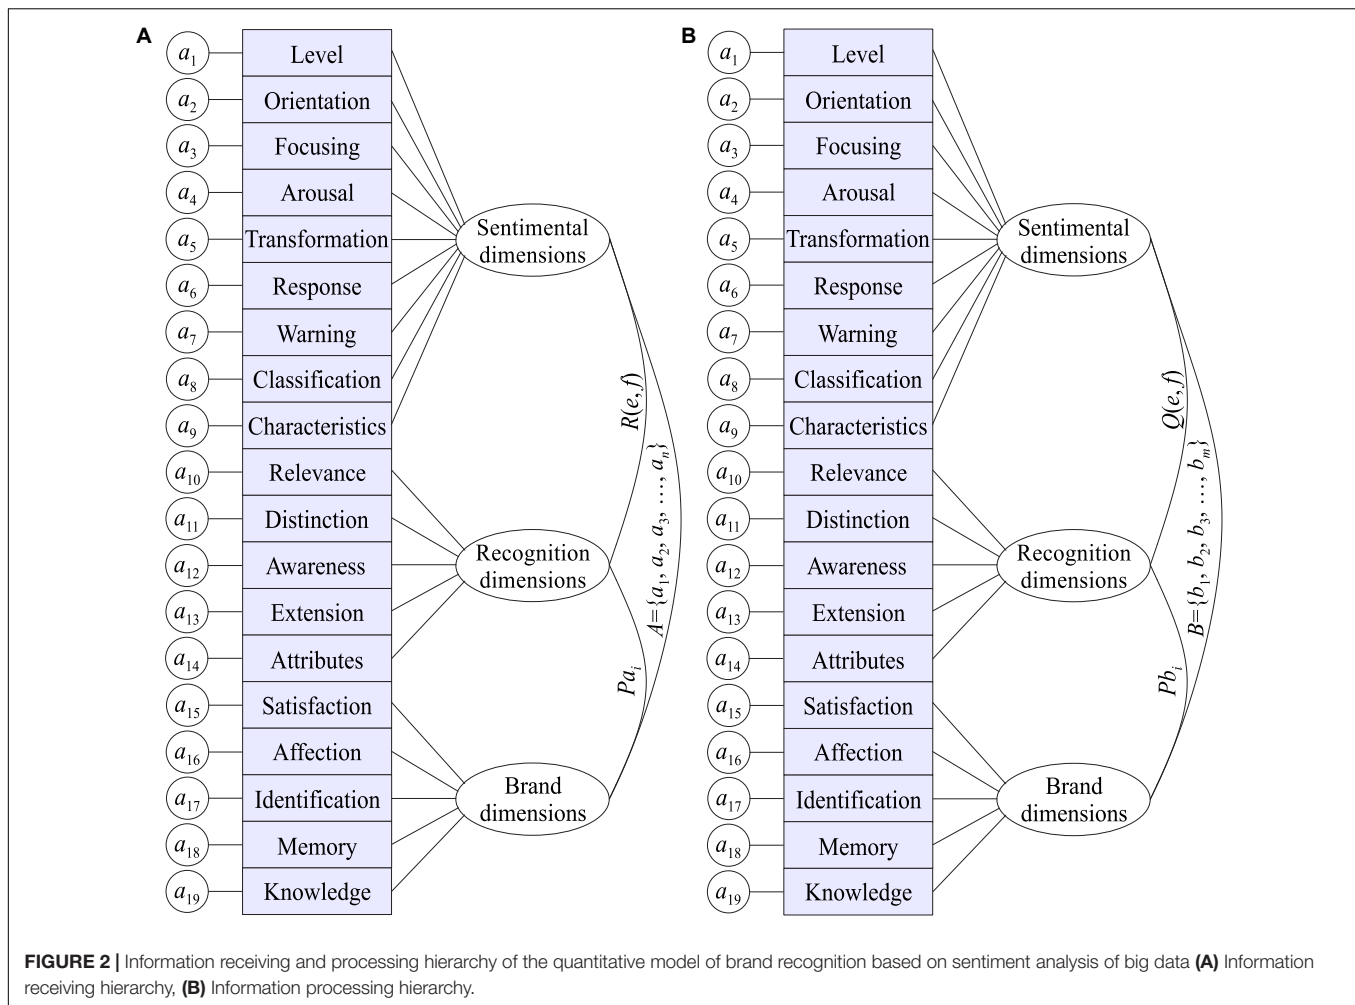 A
a1 Level
a2 Orientation
a3 Focusing
a4 Arousal
a5 Transformation
a6 Response
a7 Warning
a8 Classification
a9 Characteristics
a10 Relevance
a11 Distinction
a12 Awareness
a13 Extension
a14 Attributes
a15 Satisfaction
a16 Affection
a17 Identification
a18 Memory
a19 Knowledge
Sentimental
dimensions
Recognition
dimensions
Brand
dimensions
R(e,f)
A={a1, a2, a3, …, an}
Pai
B
a1 Level
a2 Orientation
a3 Focusing
a4 Arousal
a5 Transformation
a6 Response
a7 Warning
a8 Classification
a9 Characteristics
a10 Relevance
a11 Distinction
a12 Awareness
a13 Extension
a14 Attributes
a15 Satisfaction
a16 Affection
a17 Identification
a18 Memory
a19 Knowledge
Sentimental
dimensions
Recognition
dimensions
Brand
dimensions
Q(e,f)
B={b1, b2, b3, …, bm}
Pbi
FIGURE 2 | Information receiving and processing hierarchy of the quantitative model of brand recognition based on sentiment analysis of big data (A) Information
receiving hierarchy, (B) Information processing hierarchy.